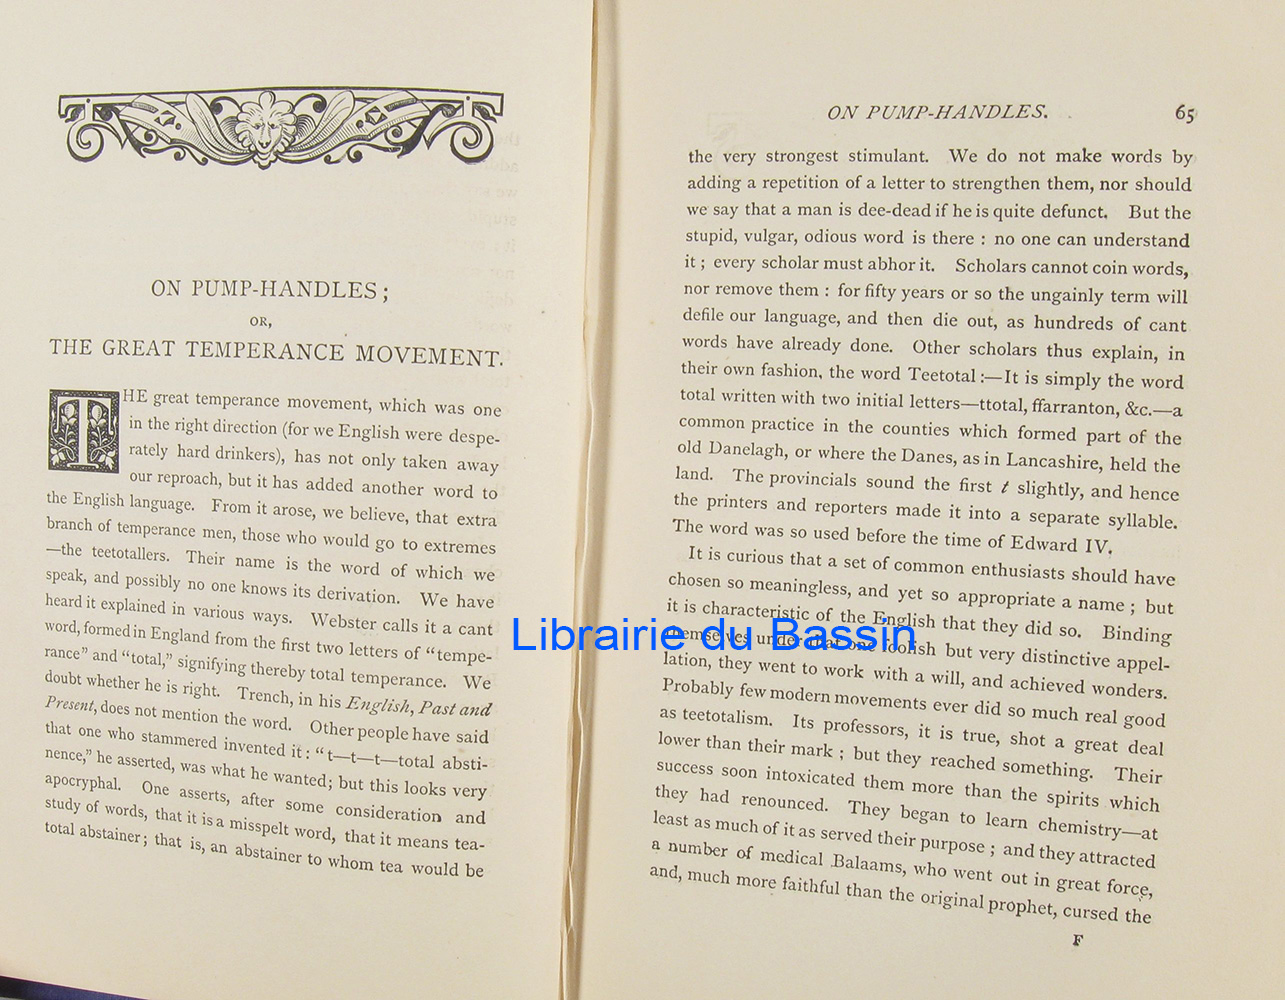 ON PUMP-HANDLES;
OR,
THE GREAT TEMPERANCE MOVEMENT.
THE great temperance movement, which was one
in the right direction (for we English were despe-
rately hard drinkers), has not only taken away
our reproach, but it has added another word to
the English language. From it arose, we believe, that extra
branch of temperance men, those who would go to extremes
—the teetotallers. Their name is the word of which we
speak, and possibly no one knows its derivation. We have
heard it explained in various ways. Webster calls it a cant
word, formed in England from the first two letters of "tempe-
rance" and "total," signifying thereby total temperance. We
doubt whether he is right. Trench, in his English, Past and
Present, does not mention the word. Other people have said
that one who stammered invented it: "t—t—t—total absti-
nence," he asserted, was what he wanted; but this looks very
apocryphal. One asserts, after some consideration and
study of words, that it is a misspelt word, that it means tea-
total abstainer; that is, an abstainer to whom tea would be
ON PUMP-HANDLES. 65
the very strongest stimulant. We do not make words by
adding a repetition of a letter to strengthen them, nor should
we say that a man is dee-dead if he is quite defunct. But the
stupid, vulgar, odious word is there : no one can understand
it ; every scholar must abhor it. Scholars cannot coin words,
nor remove them : for fifty years or so the ungainly term will
defile our language, and then die out, as hundreds of cant
words have already done. Other scholars thus explain, in
their own fashion, the word Teetotal:—It is simply the word
total written with two initial letters—ttotal, ffarranton, &c.—a
common practice in the counties which formed part of the
old Danelagh, or where the Danes, as in Lancashire, held the
land. The provincials sound the first t slightly, and hence
the printers and reporters made it into a separate syllable.
The word was so used before the time of Edward IV.
It is curious that a set of common enthusiasts should have
chosen so meaningless, and yet so appropriate a name ; but
it is characteristic of the English that they did so. Binding
themselves under that one foolish but very distinctive appel-
lation, they went to work with a will, and achieved wonders.
Probably few modern movements ever did so much real good
as teetotalism. Its professors, it is true, shot a great deal
lower than their mark ; but they reached something. Their
success soon intoxicated them more than the spirits which
they had renounced. They began to learn chemistry—at
least as much of it as served their purpose ; and they attracted
a number of medical Balaams, who went out in great force,
and, much more faithful than the original prophet, cursed the
F
Librairie du Bassin